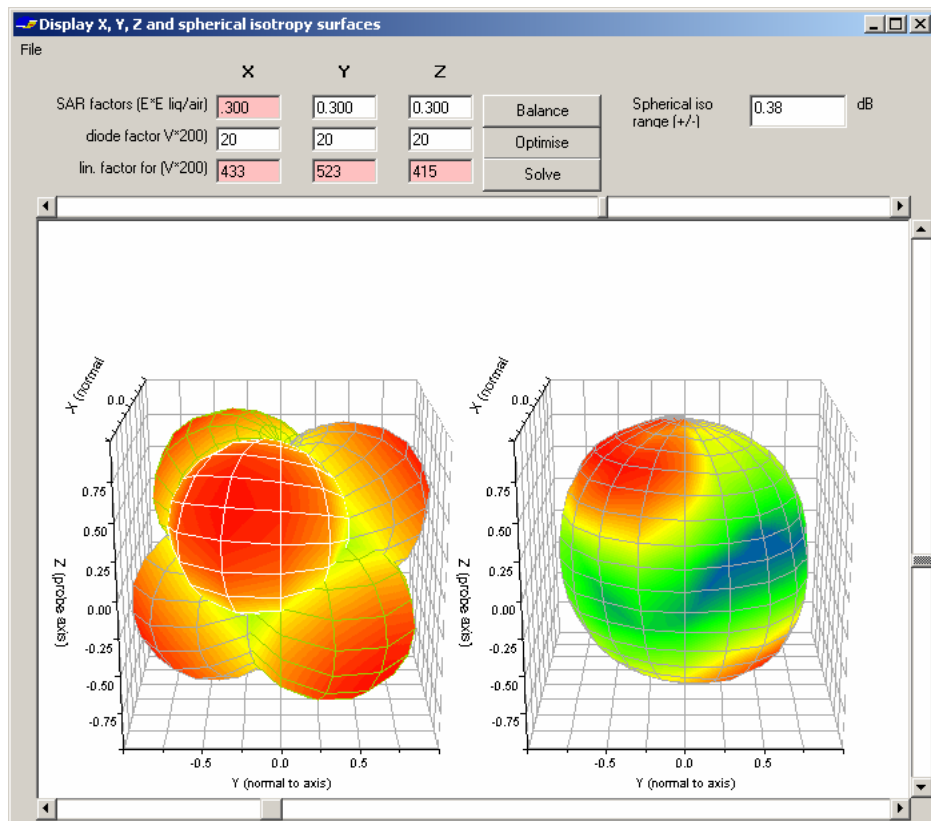 Display X, Y, Z and spherical isotropy surfaces
File
X Y Z
SAR factors (E*E liq/air) .300 0.300 0.300 Balance Spherical iso range (+/-) 0.38 dB
diode factor V*200) 20 20 20 Optimise
lin. factor for (V*200) 433 523 415 Solve
X (normal
0.0
0.75
0.50
0.25
0.00
-0.25
-0.50
-0.75
Z (probe axis)
-0.5 0.0 0.5
Y (normal to axis)
X (normal
0.0
0.75
0.50
0.25
0.00
-0.25
-0.50
-0.75
Z (probe axis)
-0.5 0.0 0.5
Y (normal to axis)